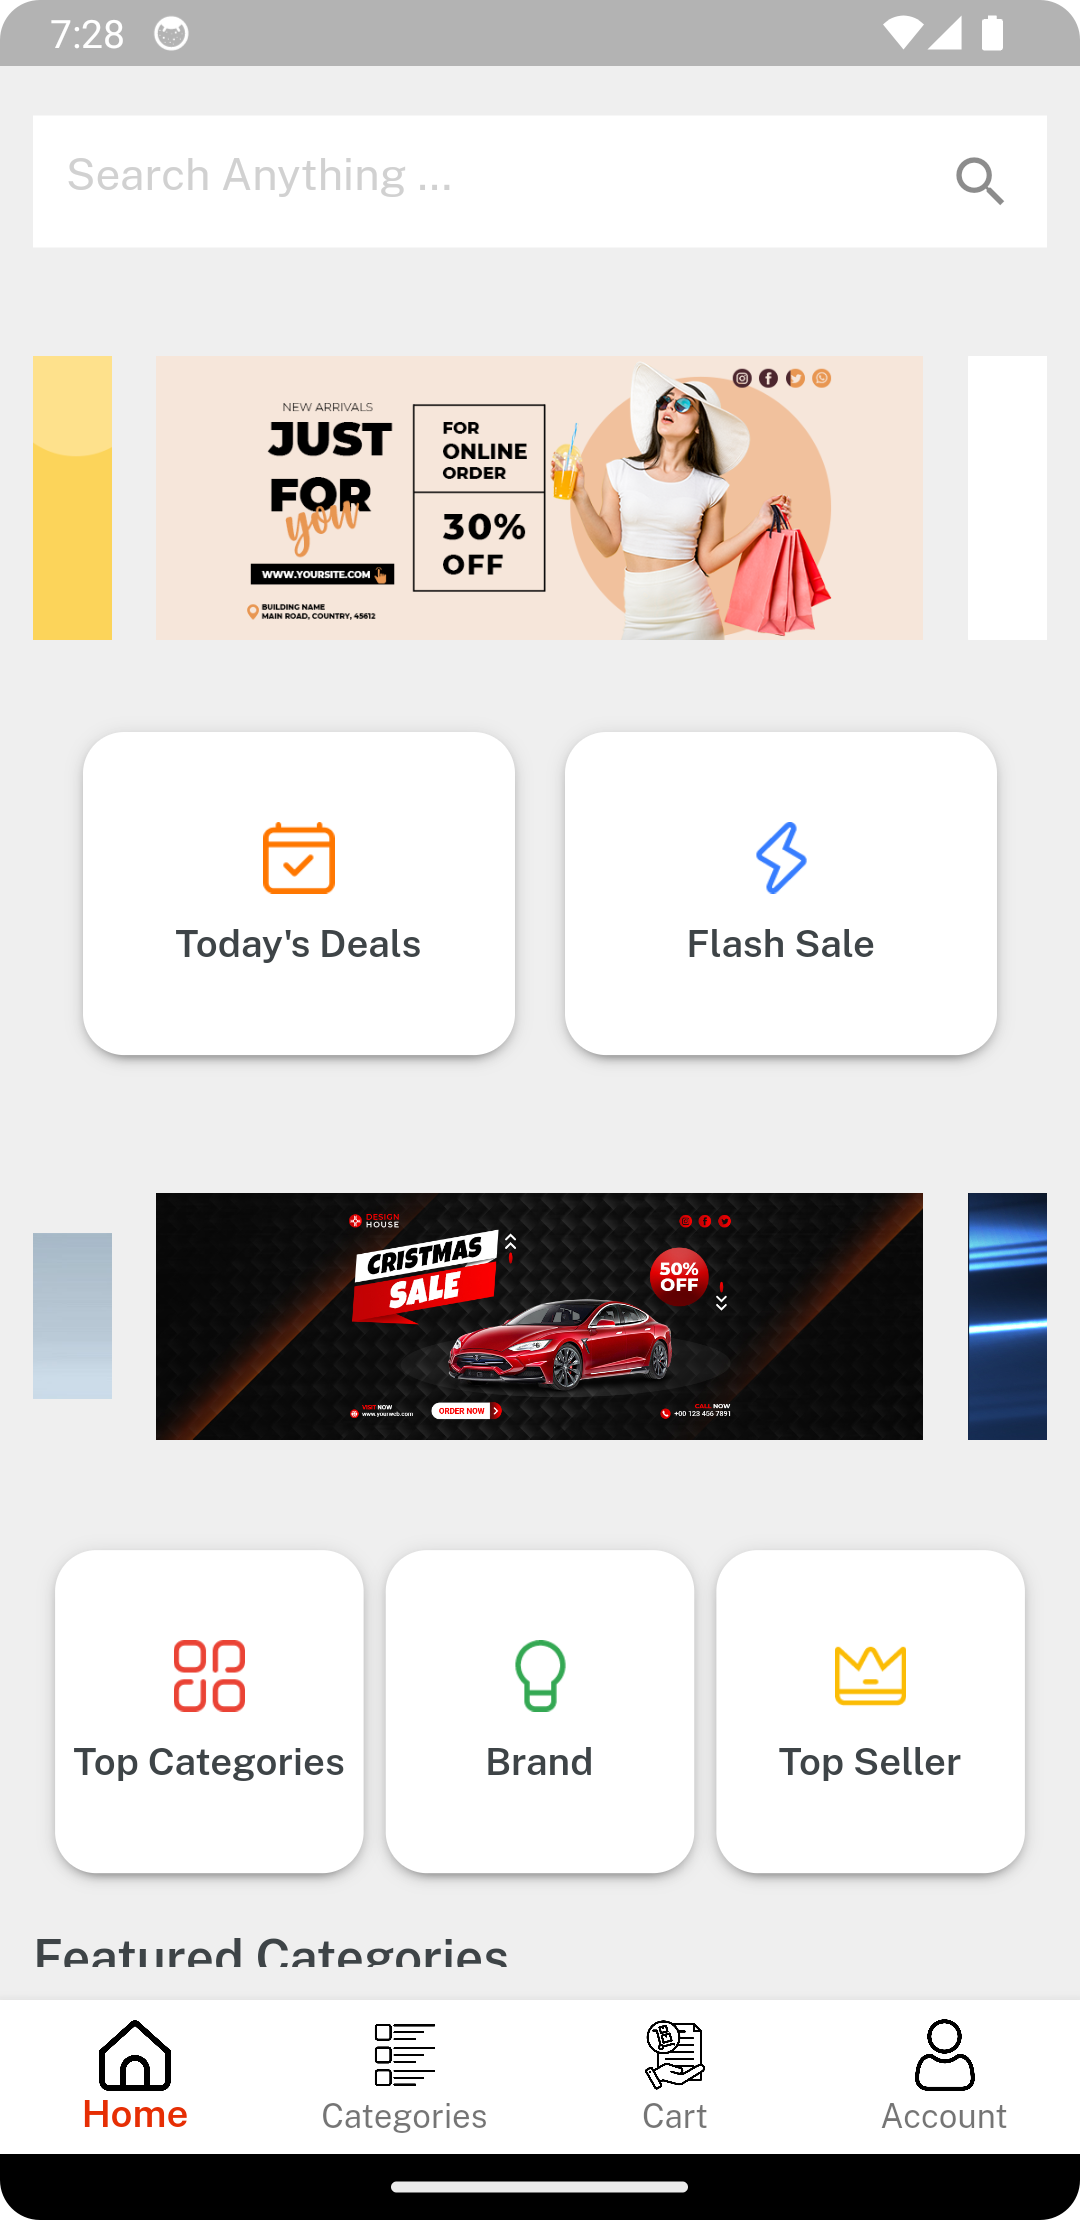 7:28
Search Anything ...
NEW ARRIVALS
JUST
FOR
you
WWW.YOURSITE.COM
BUILDING NAME
MAIN ROAD, COUNTRY, 45612
FOR
ONLINE
ORDER
30%
OFF
Today's Deals
Flash Sale
DESIGN
HOUSE
CRISTMAS
SALE
50%
OFF
VISIT NOW
www.yourweb.com
ORDER NOW
CALL NOW
+00 123 456 7891
Top Categories
Brand
Top Seller
Featured Categories
Home
Categories
Cart
Account